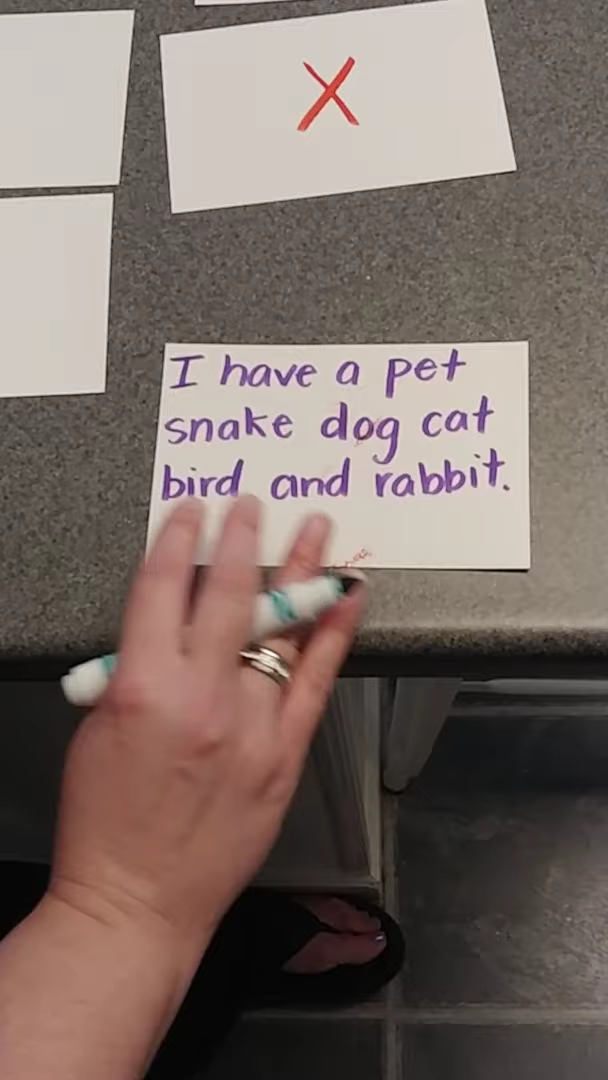 X
I have a pet
snake dog cat
bird and rabbit.